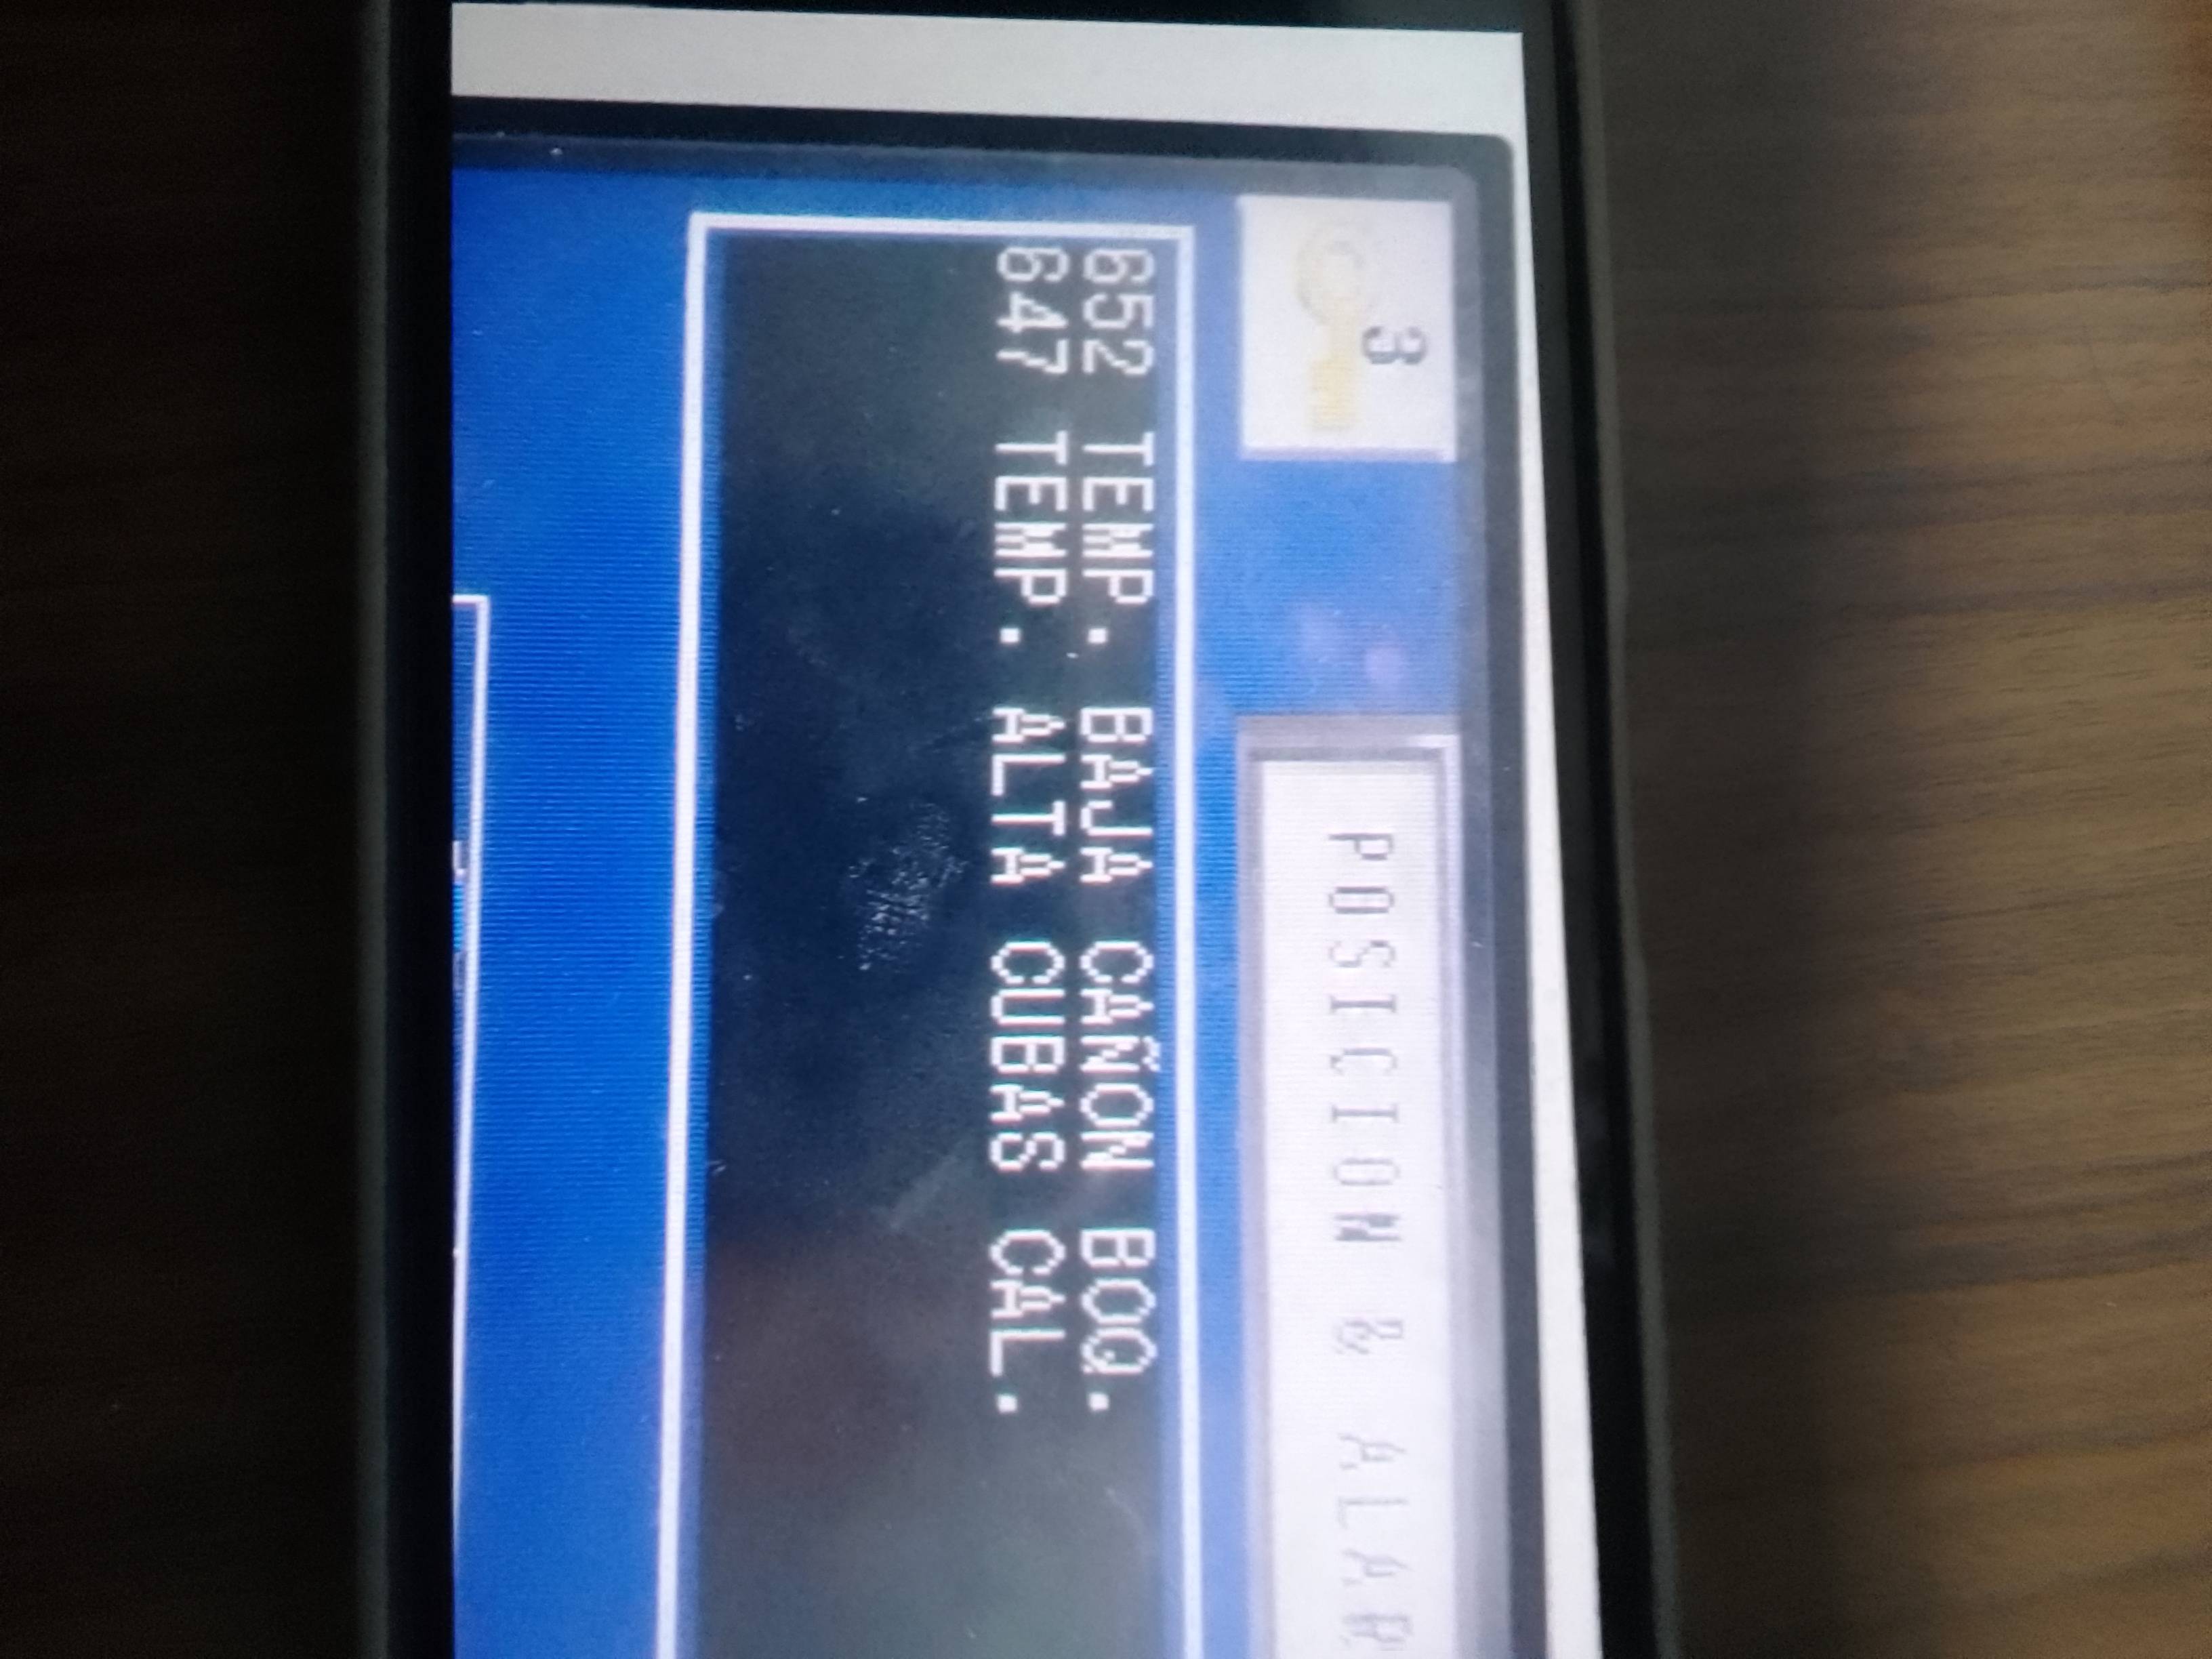 3
POSICION & ALAR
652 TEMP. BAJA CAÑON BOQ.
647 TEMP. ALTA CUBAS CAL.